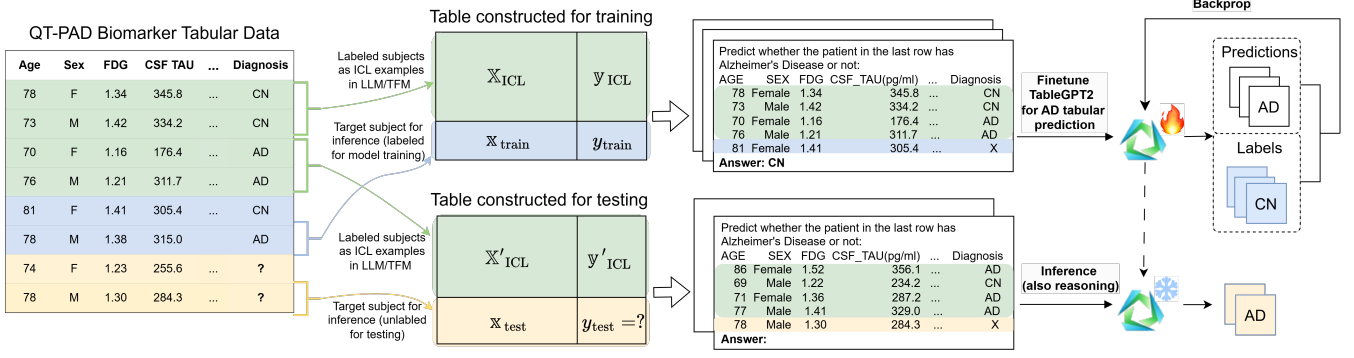 QT-PAD Biomarker Tabular Data
Age Sex FDG CSF TAU ... Diagnosis
78 F 1.34 345.8 ... CN
73 M 1.42 334.2 ... CN
70 F 1.16 176.4 ... AD
76 M 1.21 311.7 ... AD
81 F 1.41 305.4 ... CN
78 M 1.38 315.0 ... AD
74 F 1.23 255.6 ... ?
78 M 1.30 284.3 ... ?
Labeled subjects
as ICL examples
in LLM/TFM
Target subject for
inference (labeled
for model training)
Labeled subjects
as ICL examples
in LLM/TFM
Target subject for
inference (unlabled
for testing)
Table constructed for training
𝕏ICL 𝕪ICL
𝕩train ytrain
Table constructed for testing
𝕏′ICL 𝕪′ICL
𝕩test ytest =?
Predict whether the patient in the last row has
Alzheimer's Disease or not:
AGE SEX FDG CSF_TAU(pg/ml) ... Diagnosis
78 Female 1.34 345.8 ... CN
73 Male 1.42 334.2 ... CN
70 Female 1.16 176.4 ... AD
76 Male 1.21 311.7 ... AD
81 Female 1.41 305.4 ... X
Answer: CN
Predict whether the patient in the last row has
Alzheimer's Disease or not:
AGE SEX FDG CSF_TAU(pg/ml) ... Diagnosis
86 Female 1.52 356.1 ... AD
69 Male 1.22 234.2 ... CN
71 Female 1.36 287.2 ... AD
77 Male 1.41 329.0 ... AD
78 Male 1.30 284.3 ... X
Answer:
Finetune
TableGPT2
for AD tabular
prediction
Backprop
Predictions
AD
Labels
CN
Inference
(also reasoning)
AD